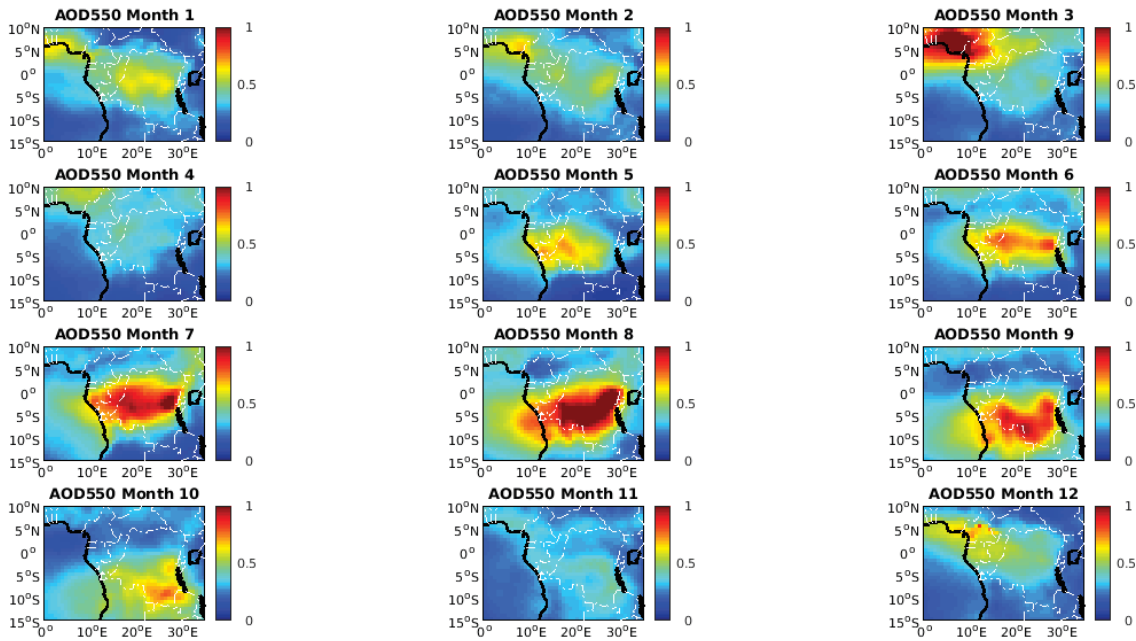 AOD550 Month 1
10°N
5°N
0°
5°S
10°S
15°S
0° 10°E 20°E 30°E
1
0.5
0
AOD550 Month 2
10°N
5°N
0°
5°S
10°S
15°S
0° 10°E 20°E 30°E
1
0.5
0
AOD550 Month 3
10°N
5°N
0°
5°S
10°S
15°S
0° 10°E 20°E 30°E
1
0.5
0
AOD550 Month 4
10°N
5°N
0°
5°S
10°S
15°S
0° 10°E 20°E 30°E
1
0.5
0
AOD550 Month 5
10°N
5°N
0°
5°S
10°S
15°S
0° 10°E 20°E 30°E
1
0.5
0
AOD550 Month 6
10°N
5°N
0°
5°S
10°S
15°S
0° 10°E 20°E 30°E
1
0.5
0
AOD550 Month 7
10°N
5°N
0°
5°S
10°S
15°S
0° 10°E 20°E 30°E
1
0.5
0
AOD550 Month 8
10°N
5°N
0°
5°S
10°S
15°S
0° 10°E 20°E 30°E
1
0.5
0
AOD550 Month 9
10°N
5°N
0°
5°S
10°S
15°S
0° 10°E 20°E 30°E
1
0.5
0
AOD550 Month 10
10°N
5°N
0°
5°S
10°S
15°S
0° 10°E 20°E 30°E
1
0.5
0
AOD550 Month 11
10°N
5°N
0°
5°S
10°S
15°S
0° 10°E 20°E 30°E
1
0.5
0
AOD550 Month 12
10°N
5°N
0°
5°S
10°S
15°S
0° 10°E 20°E 30°E
1
0.5
0